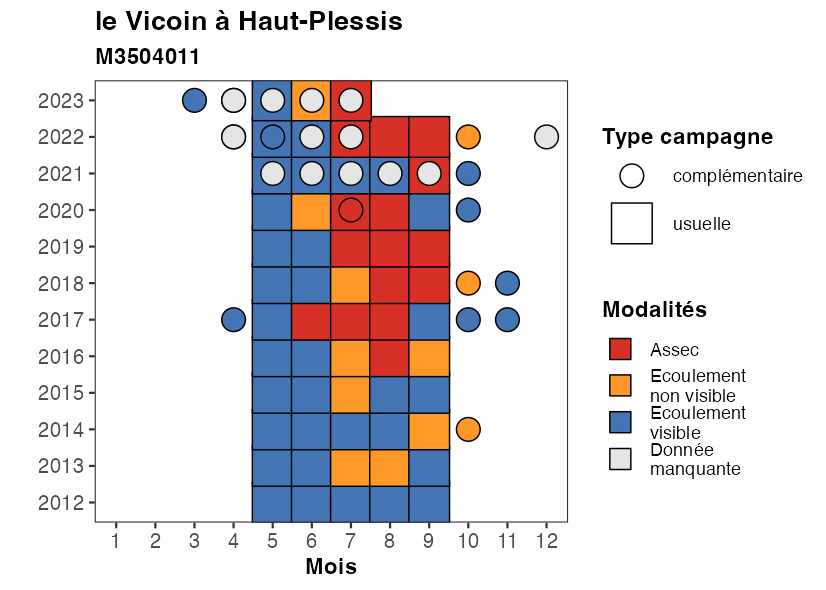 le Vicoin à Haut-Plessis
M3504011
2023
2022
2021
2020
2019
2018
2017
2016
2015
2014
2013
2012
1 2 3 4 5 6 7 8 9 10 11 12
Mois
Type campagne
complémentaire
usuelle
Modalités
Assec
Ecoulement
non visible
Ecoulement
visible
Donnée
manquante